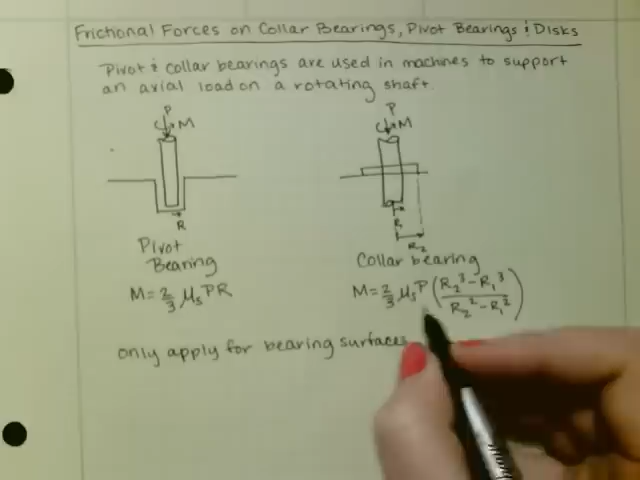 Frictional Forces on Collar Bearings, Pivot Bearings & Disks
Pivot & collar bearings are used in machines to support
an axial load on a rotating shaft.
P
M
R
Pivot
Bearing
M = 2/3 μs P R
P
M
R1
R2
Collar bearing
M = 2/3 μs P (R2³ - R1³ / R2² - R1²)
only apply for bearing surfaces